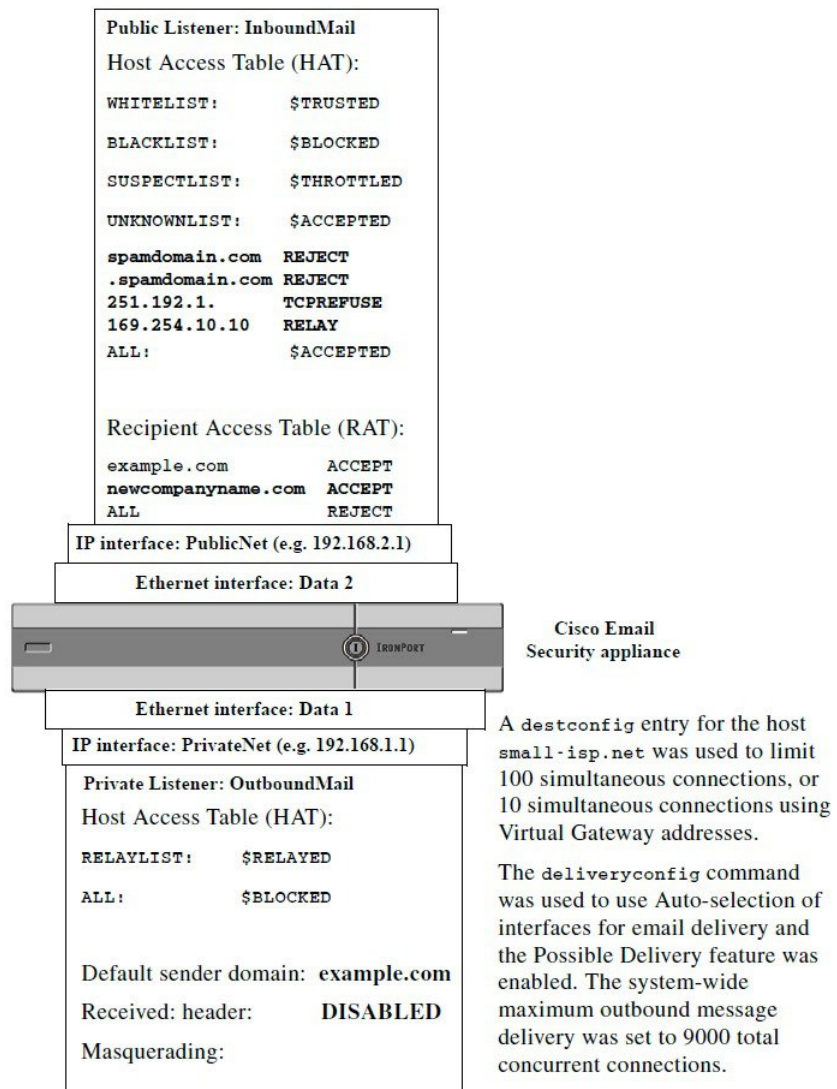 Public Listener: InboundMail
Host Access Table (HAT):
WHITELIST: $TRUSTED
BLACKLIST: $BLOCKED
SUSPECTLIST: $THROTTLED
UNKNOWNLIST: $ACCEPTED
spamdomain.com REJECT
.spamdomain.com REJECT
251.192.1. TCPREFUSE
169.254.10.10 RELAY
ALL: $ACCEPTED
Recipient Access Table (RAT):
example.com ACCEPT
newcompanyname.com ACCEPT
ALL REJECT
IP interface: PublicNet (e.g. 192.168.2.1)
Ethernet interface: Data 2
IRONPORT
Cisco Email
Security appliance
Ethernet interface: Data 1
IP interface: PrivateNet (e.g. 192.168.1.1)
Private Listener: OutboundMail
Host Access Table (HAT):
RELAYLIST: $RELAYED
ALL: $BLOCKED
Default sender domain: example.com
Received: header: DISABLED
Masquerading:
A destconfig entry for the host
small-isp.net was used to limit
100 simultaneous connections, or
10 simultaneous connections using
Virtual Gateway addresses.
The deliveryconfig command
was used to use Auto-selection of
interfaces for email delivery and
the Possible Delivery feature was
enabled. The system-wide
maximum outbound message
delivery was set to 9000 total
concurrent connections.